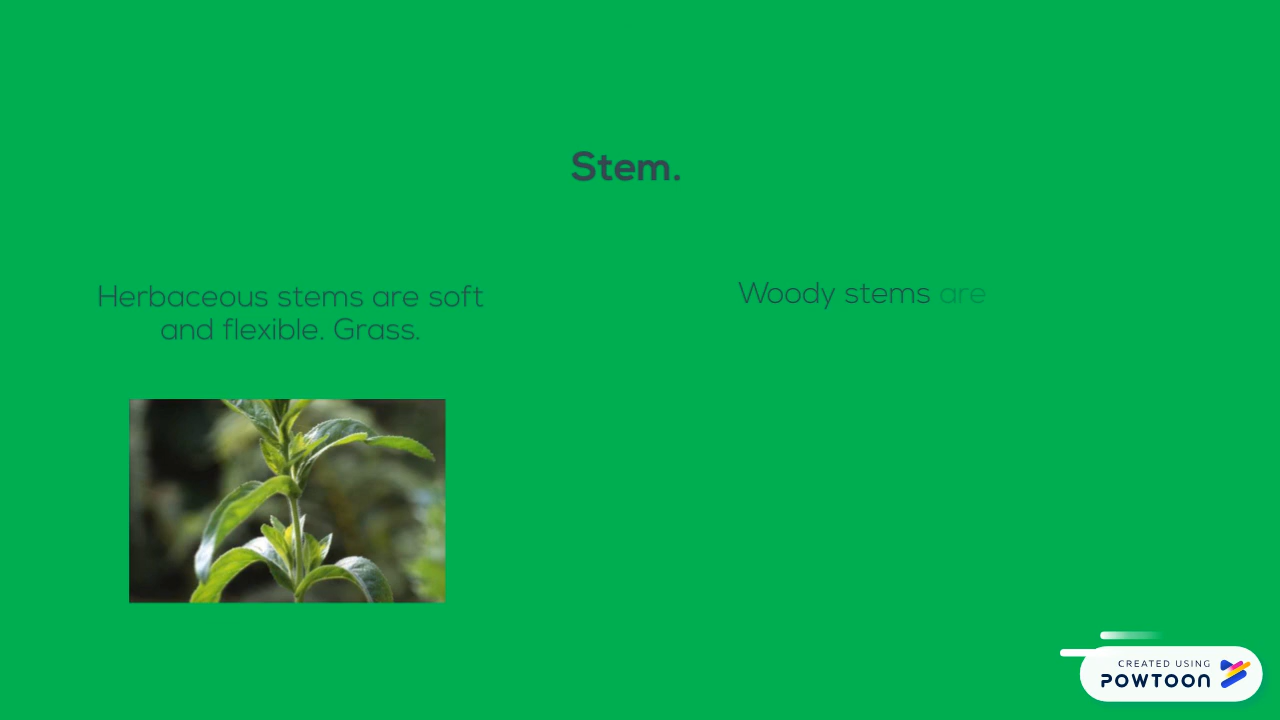 Stem.
Herbaceous stems are soft
and flexible. Grass.
Woody stems are
CREATED USING
POWTOON